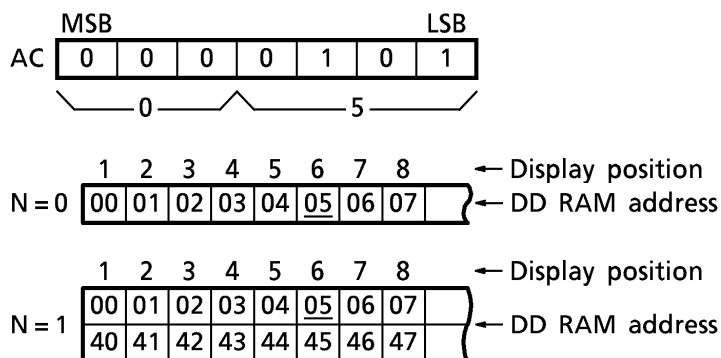 MSB LSB
AC 0 0 0 0 1 0 1
0 5
1 2 3 4 5 6 7 8 ← Display position
N = 0 00 01 02 03 04 05 06 07 ← DD RAM address
1 2 3 4 5 6 7 8 ← Display position
00 01 02 03 04 05 06 07
N = 1 ← DD RAM address
40 41 42 43 44 45 46 47